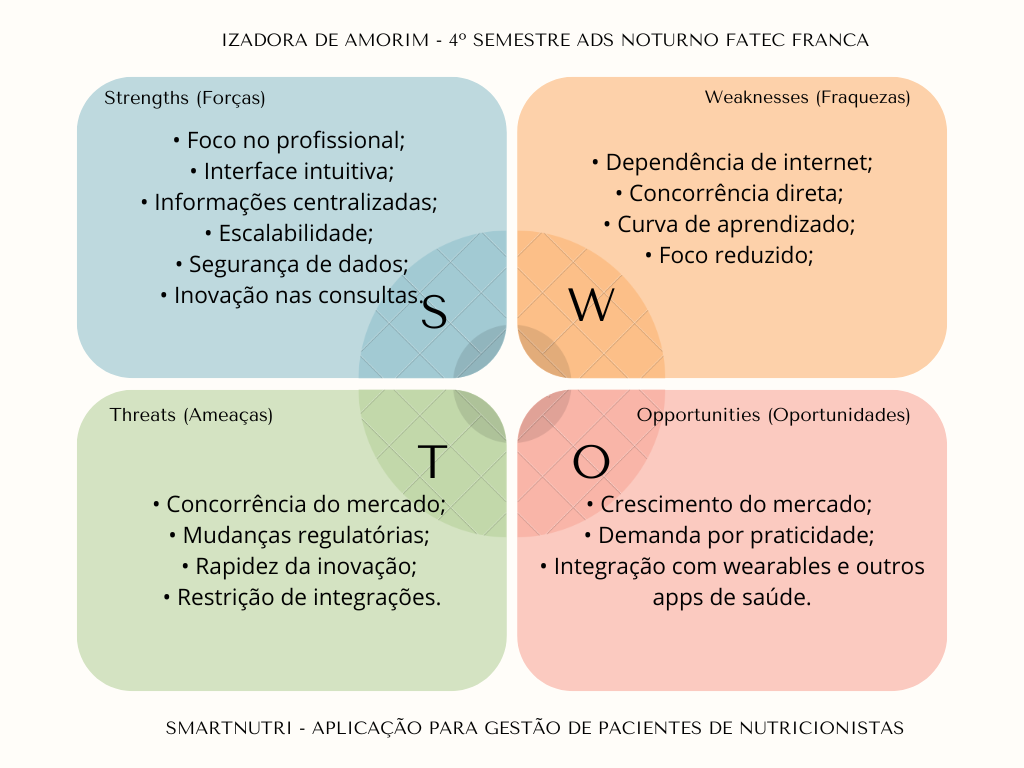 IZADORA DE AMORIM - 4º SEMESTRE ADS NOTURNO FATEC FRANCA
Strengths (Forças)
• Foco no profissional;
• Interface intuitiva;
• Informações centralizadas;
• Escalabilidade;
• Segurança de dados;
• Inovação nas consultas.
S
Weaknesses (Fraquezas)
• Dependência de internet;
• Concorrência direta;
• Curva de aprendizado;
• Foco reduzido;
W
Threats (Ameaças)
T
• Concorrência do mercado;
• Mudanças regulatórias;
• Rapidez da inovação;
• Restrição de integrações.
Opportunities (Oportunidades)
O
• Crescimento do mercado;
• Demanda por praticidade;
• Integração com wearables e outros
apps de saúde.
SMARTNUTRI - APLICAÇÃO PARA GESTÃO DE PACIENTES DE NUTRICIONISTAS